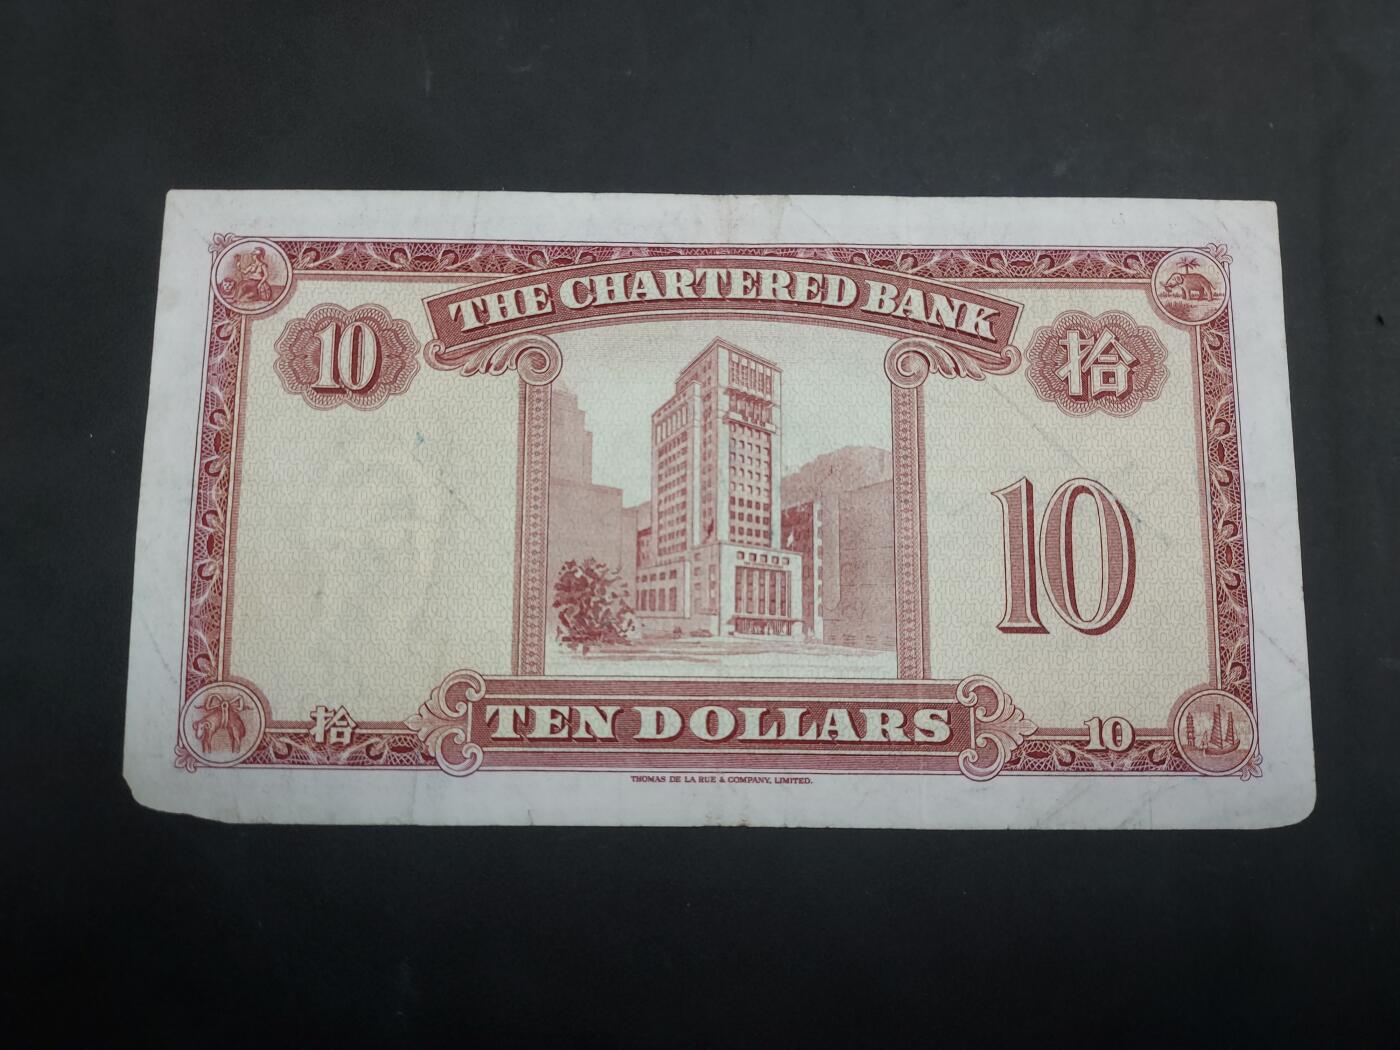 THE CHARTERED BANK
10
拾
10
TEN DOLLARS
拾
10
THOMAS DE LA RUE & COMPANY, LIMITED.